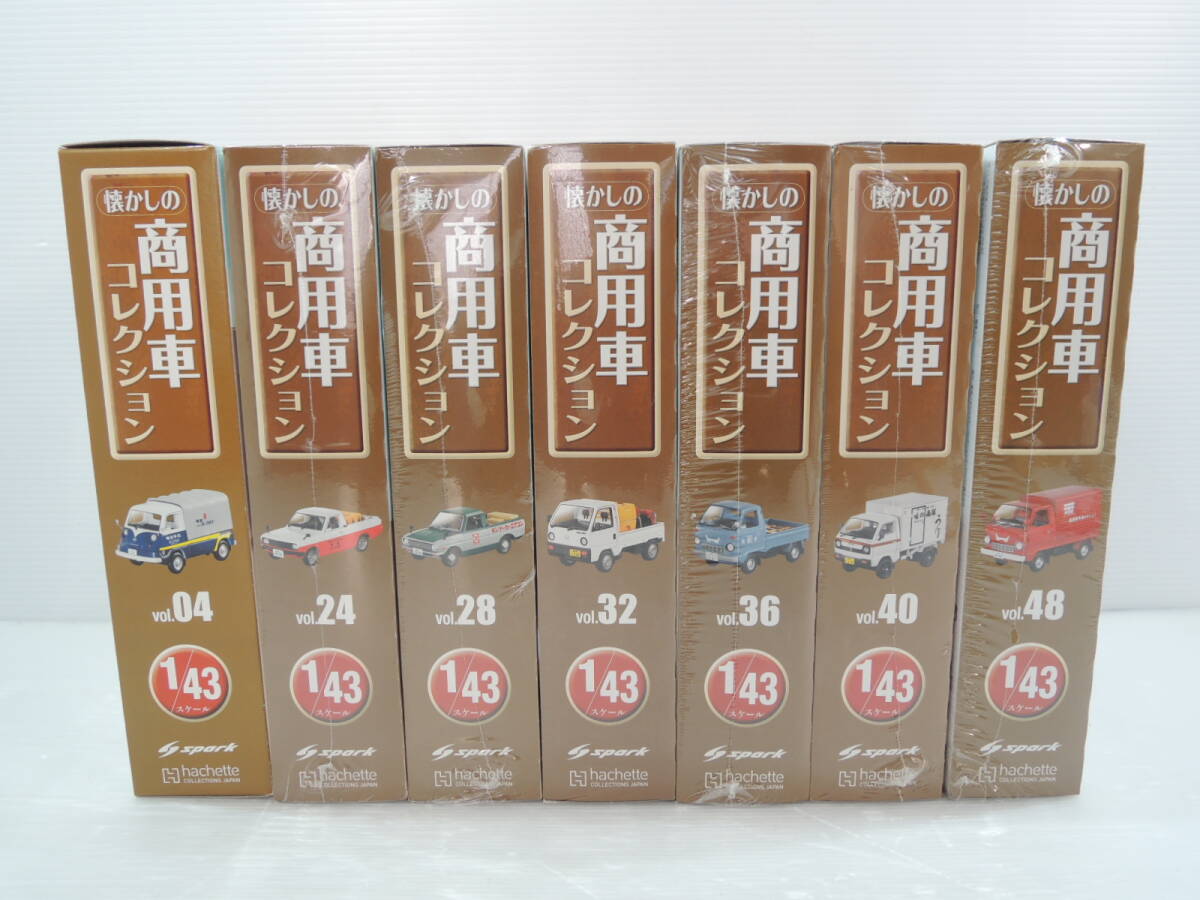 懐かしの
商用車
コレクション
vol.04
1/43
スケール
spark
hachette
COLLECTIONS JAPAN
懐かしの
商用車
コレクション
vol.24
1/43
スケール
spark
hachette
COLLECTIONS JAPAN
懐かしの
商用車
コレクション
vol.28
1/43
スケール
spark
hachette
COLLECTIONS JAPAN
懐かしの
商用車
コレクション
vol.32
1/43
スケール
spark
hachette
COLLECTIONS JAPAN
懐かしの
商用車
コレクション
vol.36
1/43
スケール
spark
hachette
COLLECTIONS JAPAN
懐かしの
商用車
コレクション
vol.40
1/43
スケール
spark
hachette
COLLECTIONS JAPAN
懐かしの
商用車
コレクション
vol.48
1/43
スケール
spark
hachette
COLLECTIONS JAPAN